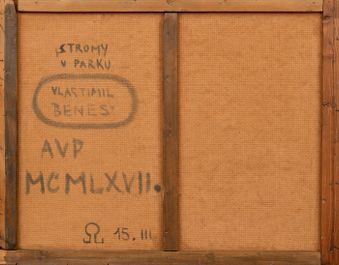 STROMY
V PARKU
VLASTIMIL
BENEŠ
AVP
MCMLXVII.
Ω 15. III